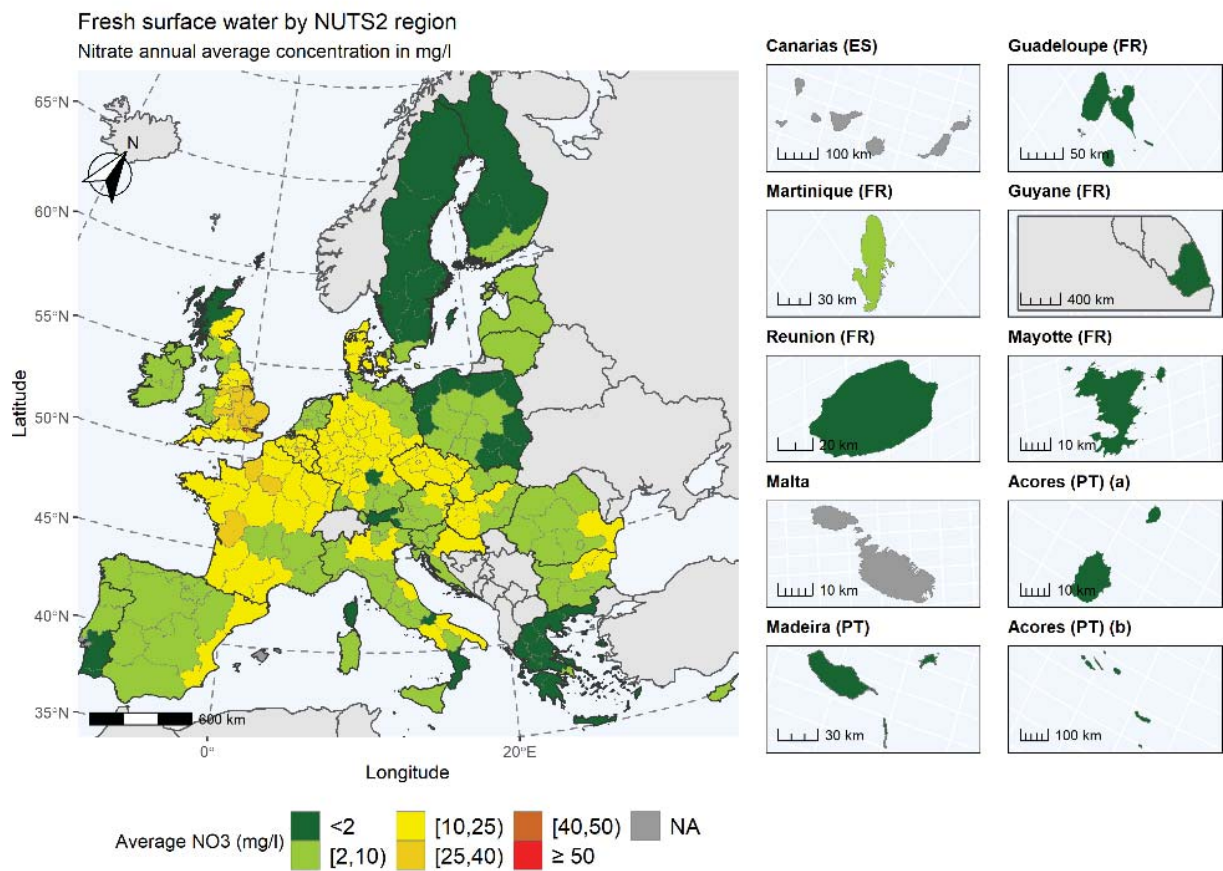 Fresh surface water by NUTS2 region
Nitrate annual average concentration in mg/l
65°N
60°N
55°N
50°N
45°N
40°N
35°N
Latitude
N
600 km
0°
20°E
Longitude
Canarias (ES)
100 km
Guadeloupe (FR)
50 km
Martinique (FR)
30 km
Guyane (FR)
400 km
Reunion (FR)
20 km
Mayotte (FR)
10 km
Malta
10 km
Acores (PT) (a)
10 km
Madeira (PT)
30 km
Acores (PT) (b)
100 km
Average NO3 (mg/l)
<2
[2,10)
[10,25)
[25,40)
[40,50)
≥ 50
NA